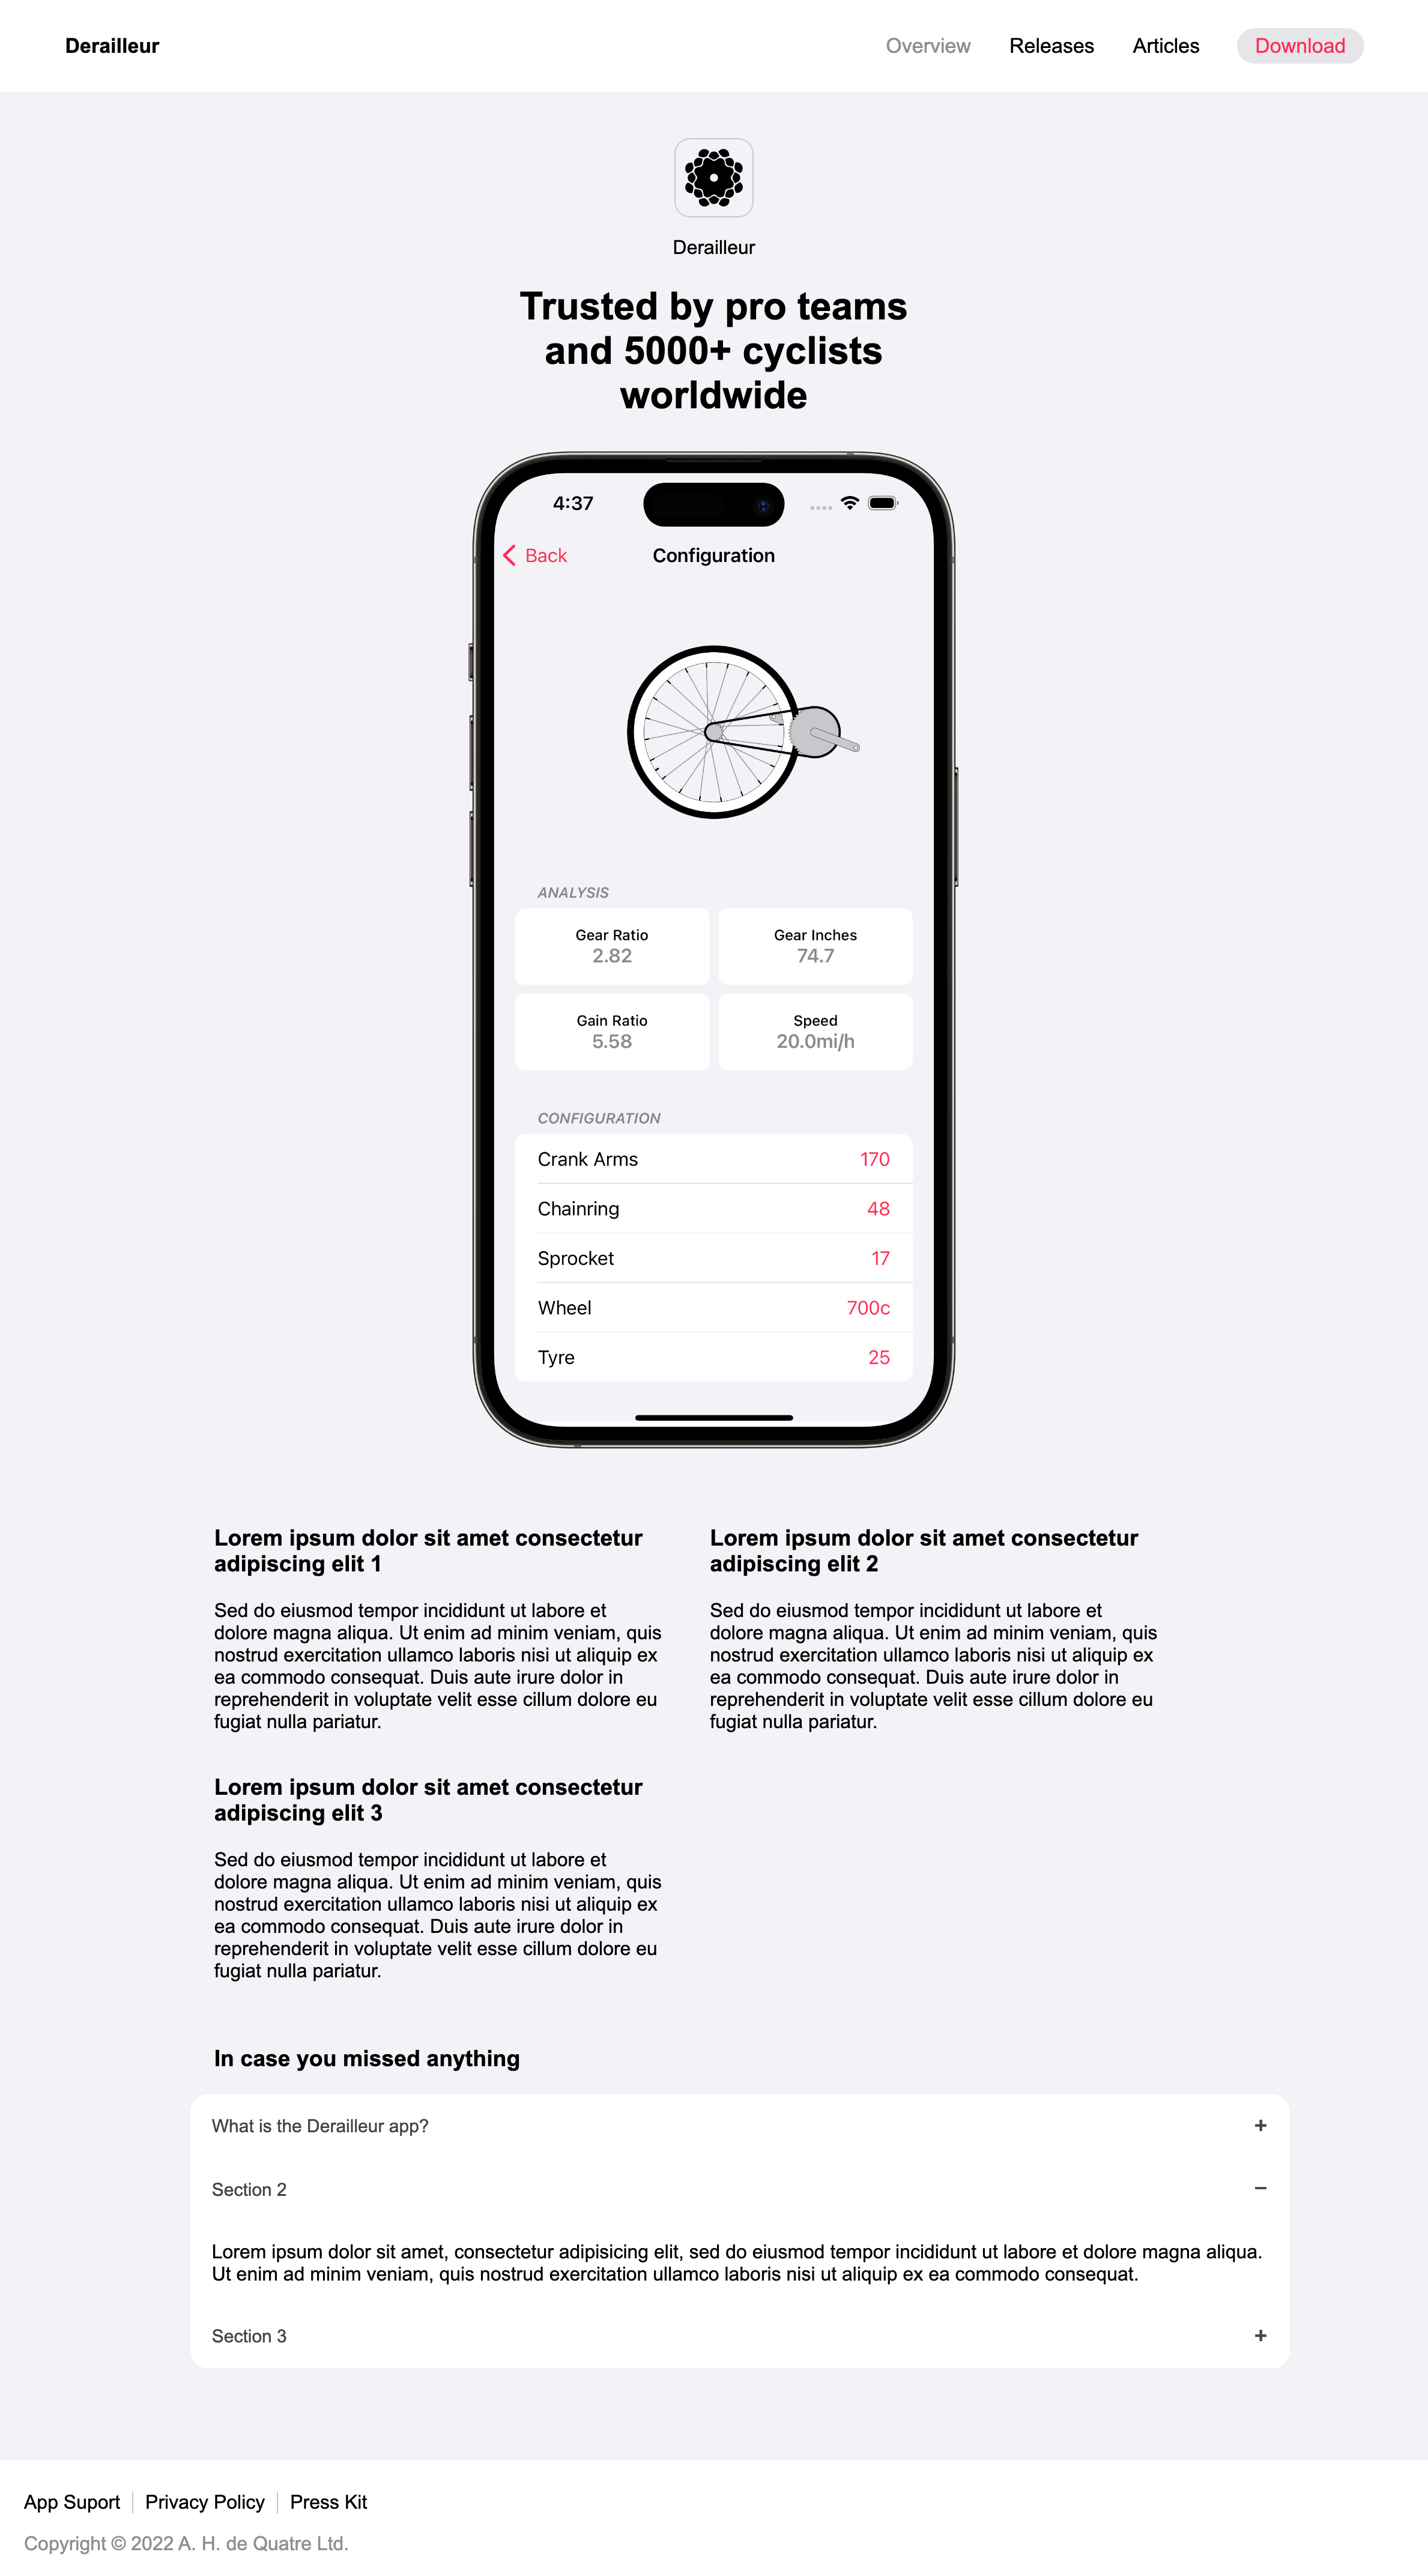 Derailleur
Overview
Releases
Articles
Download
Derailleur
Trusted by pro teams
and 5000+ cyclists
worldwide
4:37
Back
Configuration
ANALYSIS
Gear Ratio
2.82
Gear Inches
74.7
Gain Ratio
5.58
Speed
20.0mi/h
CONFIGURATION
Crank Arms 170
Chainring 48
Sprocket 17
Wheel 700c
Tyre 25
Lorem ipsum dolor sit amet consectetur
adipiscing elit 1
Sed do eiusmod tempor incididunt ut labore et
dolore magna aliqua. Ut enim ad minim veniam, quis
nostrud exercitation ullamco laboris nisi ut aliquip ex
ea commodo consequat. Duis aute irure dolor in
reprehenderit in voluptate velit esse cillum dolore eu
fugiat nulla pariatur.
Lorem ipsum dolor sit amet consectetur
adipiscing elit 2
Sed do eiusmod tempor incididunt ut labore et
dolore magna aliqua. Ut enim ad minim veniam, quis
nostrud exercitation ullamco laboris nisi ut aliquip ex
ea commodo consequat. Duis aute irure dolor in
reprehenderit in voluptate velit esse cillum dolore eu
fugiat nulla pariatur.
Lorem ipsum dolor sit amet consectetur
adipiscing elit 3
Sed do eiusmod tempor incididunt ut labore et
dolore magna aliqua. Ut enim ad minim veniam, quis
nostrud exercitation ullamco laboris nisi ut aliquip ex
ea commodo consequat. Duis aute irure dolor in
reprehenderit in voluptate velit esse cillum dolore eu
fugiat nulla pariatur.
In case you missed anything
What is the Derailleur app? +
Section 2 −
Lorem ipsum dolor sit amet, consectetur adipisicing elit, sed do eiusmod tempor incididunt ut labore et dolore magna aliqua.
Ut enim ad minim veniam, quis nostrud exercitation ullamco laboris nisi ut aliquip ex ea commodo consequat.
Section 3 +
App Suport
Privacy Policy
Press Kit
Copyright © 2022 A. H. de Quatre Ltd.